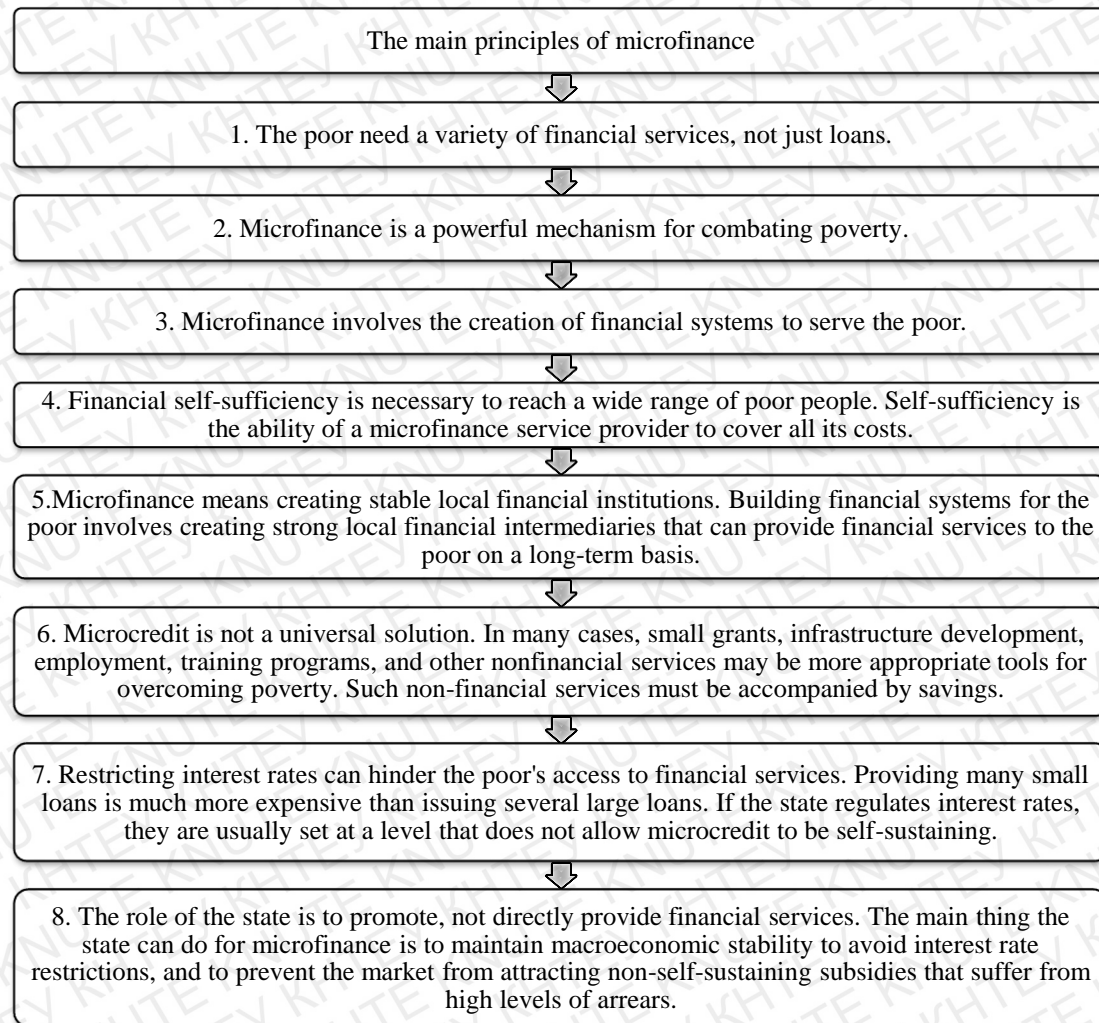 The main principles of microfinance
1. The poor need a variety of financial services, not just loans.
2. Microfinance is a powerful mechanism for combating poverty.
3. Microfinance involves the creation of financial systems to serve the poor.
4. Financial self-sufficiency is necessary to reach a wide range of poor people. Self-sufficiency is
the ability of a microfinance service provider to cover all its costs.
5.Microfinance means creating stable local financial institutions. Building financial systems for the
poor involves creating strong local financial intermediaries that can provide financial services to the
poor on a long-term basis.
6. Microcredit is not a universal solution. In many cases, small grants, infrastructure development,
employment, training programs, and other nonfinancial services may be more appropriate tools for
overcoming poverty. Such non-financial services must be accompanied by savings.
7. Restricting interest rates can hinder the poor's access to financial services. Providing many small
loans is much more expensive than issuing several large loans. If the state regulates interest rates,
they are usually set at a level that does not allow microcredit to be self-sustaining.
8. The role of the state is to promote, not directly provide financial services. The main thing the
state can do for microfinance is to maintain macroeconomic stability to avoid interest rate
restrictions, and to prevent the market from attracting non-self-sustaining subsidies that suffer from
high levels of arrears.